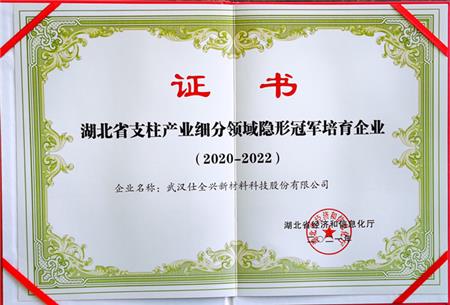 证 书
湖北省支柱产业细分领域隐形冠军培育企业
(2020-2022)
企业名称：武汉仕全兴新材料科技股份有限公司
湖北省经济和信息化厅